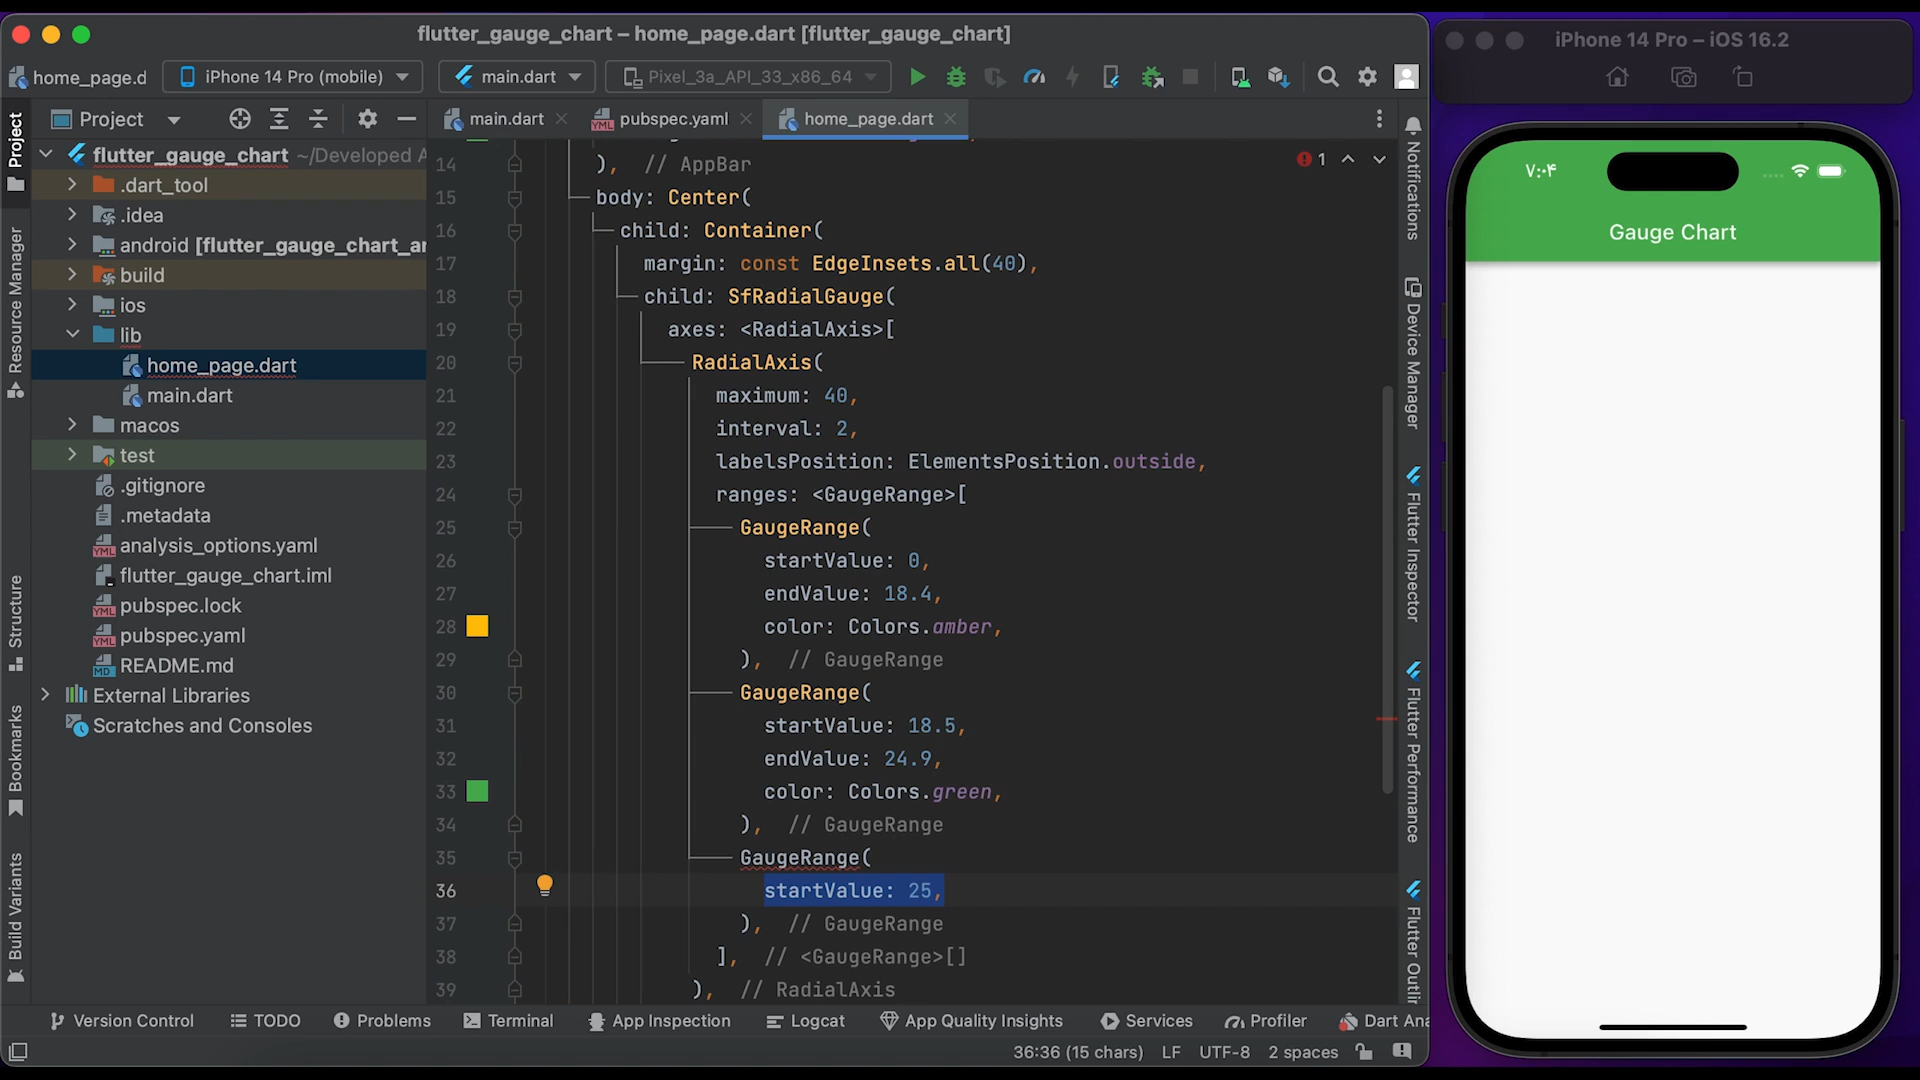 flutter_gauge_chart – home_page.dart [flutter_gauge_chart]
home_page.d
iPhone 14 Pro (mobile)
main.dart
Pixel_3a_API_33_x86_64
Project
main.dart
pubspec.yaml
home_page.dart
flutter_gauge_chart ~/Developed A
.dart_tool
.idea
android [flutter_gauge_chart_ar
build
ios
lib
home_page.dart
main.dart
macos
test
.gitignore
.metadata
analysis_options.yaml
flutter_gauge_chart.iml
pubspec.lock
pubspec.yaml
README.md
External Libraries
Scratches and Consoles
Project
Resource Manager
Structure
Bookmarks
Build Variants
1
14 ), // AppBar
15 body: Center(
16 child: Container(
17 margin: const EdgeInsets.all(40),
18 child: SfRadialGauge(
19 axes: <RadialAxis>[
20 RadialAxis(
21 maximum: 40,
22 interval: 2,
23 labelsPosition: ElementsPosition.outside,
24 ranges: <GaugeRange>[
25 GaugeRange(
26 startValue: 0,
27 endValue: 18.4,
28 color: Colors.amber,
29 ), // GaugeRange
30 GaugeRange(
31 startValue: 18.5,
32 endValue: 24.9,
33 color: Colors.green,
34 ), // GaugeRange
35 GaugeRange(
36 startValue: 25,
37 ), // GaugeRange
38 ], // <GaugeRange>[]
39 ), // RadialAxis
Notifications
Device Manager
Flutter Inspector
Flutter Performance
Flutter Outlin
Version Control
TODO
Problems
Terminal
App Inspection
Logcat
App Quality Insights
Services
Profiler
Dart Ana
36:36 (15 chars) LF UTF-8 2 spaces
iPhone 14 Pro – iOS 16.2
۷:۰۴
Gauge Chart